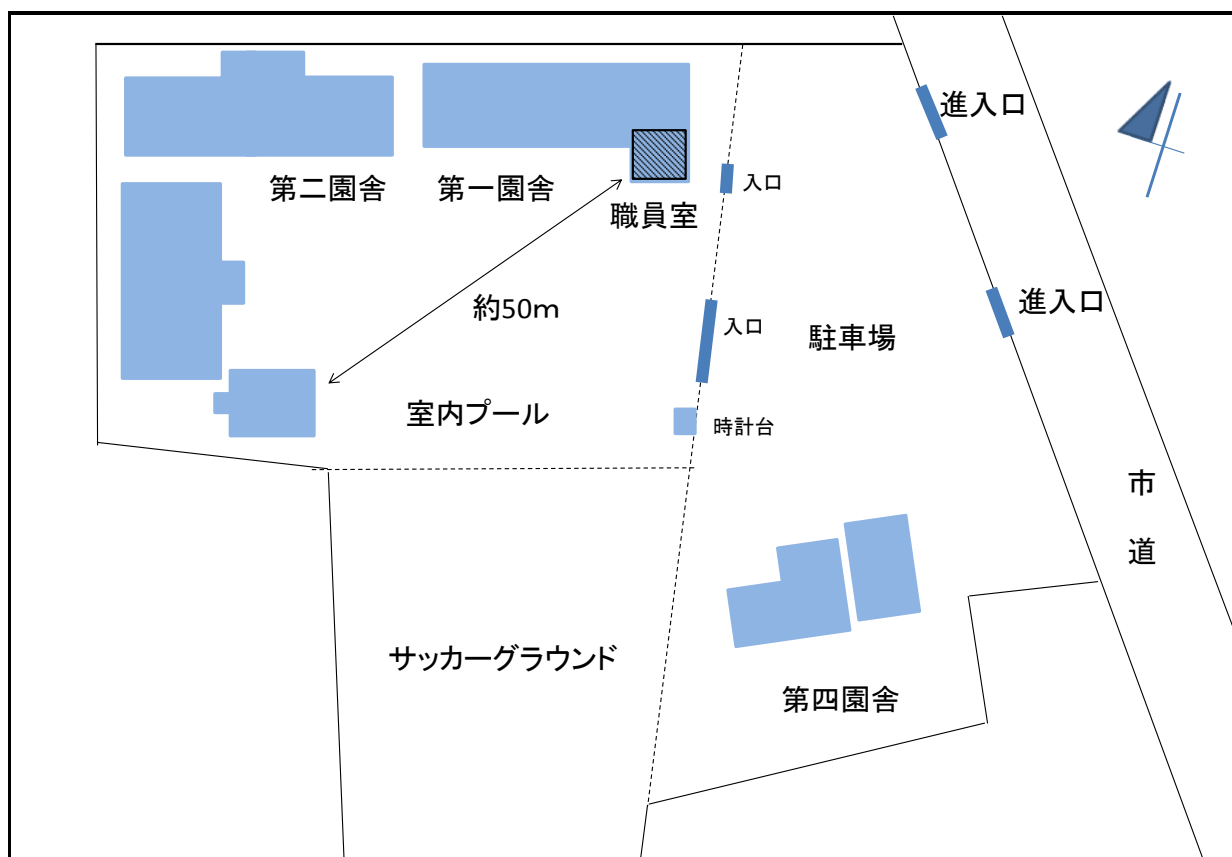 進入口
第二園舎
第一園舎
入口
職員室
約50m
進入口
入口
駐車場
室内プール
時計台
市
道
サッカーグラウンド
第四園舎